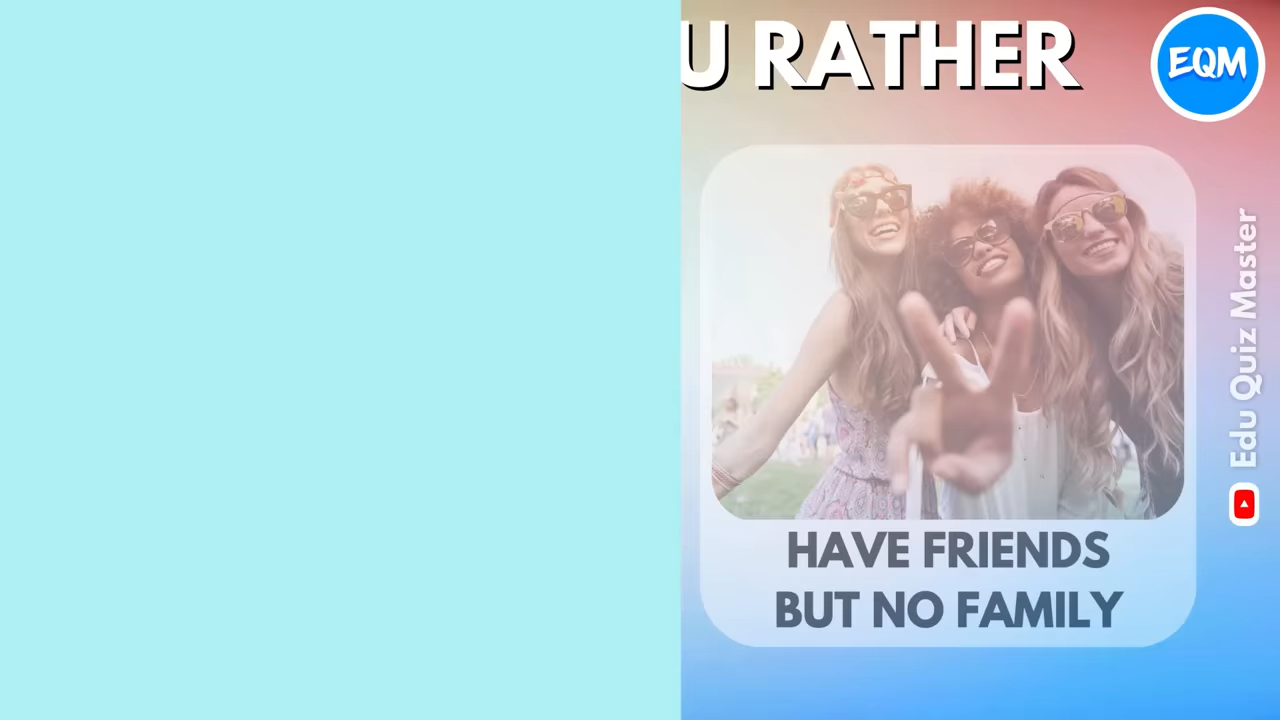 U RATHER
EQM
HAVE FRIENDS
BUT NO FAMILY
Edu Quiz Master